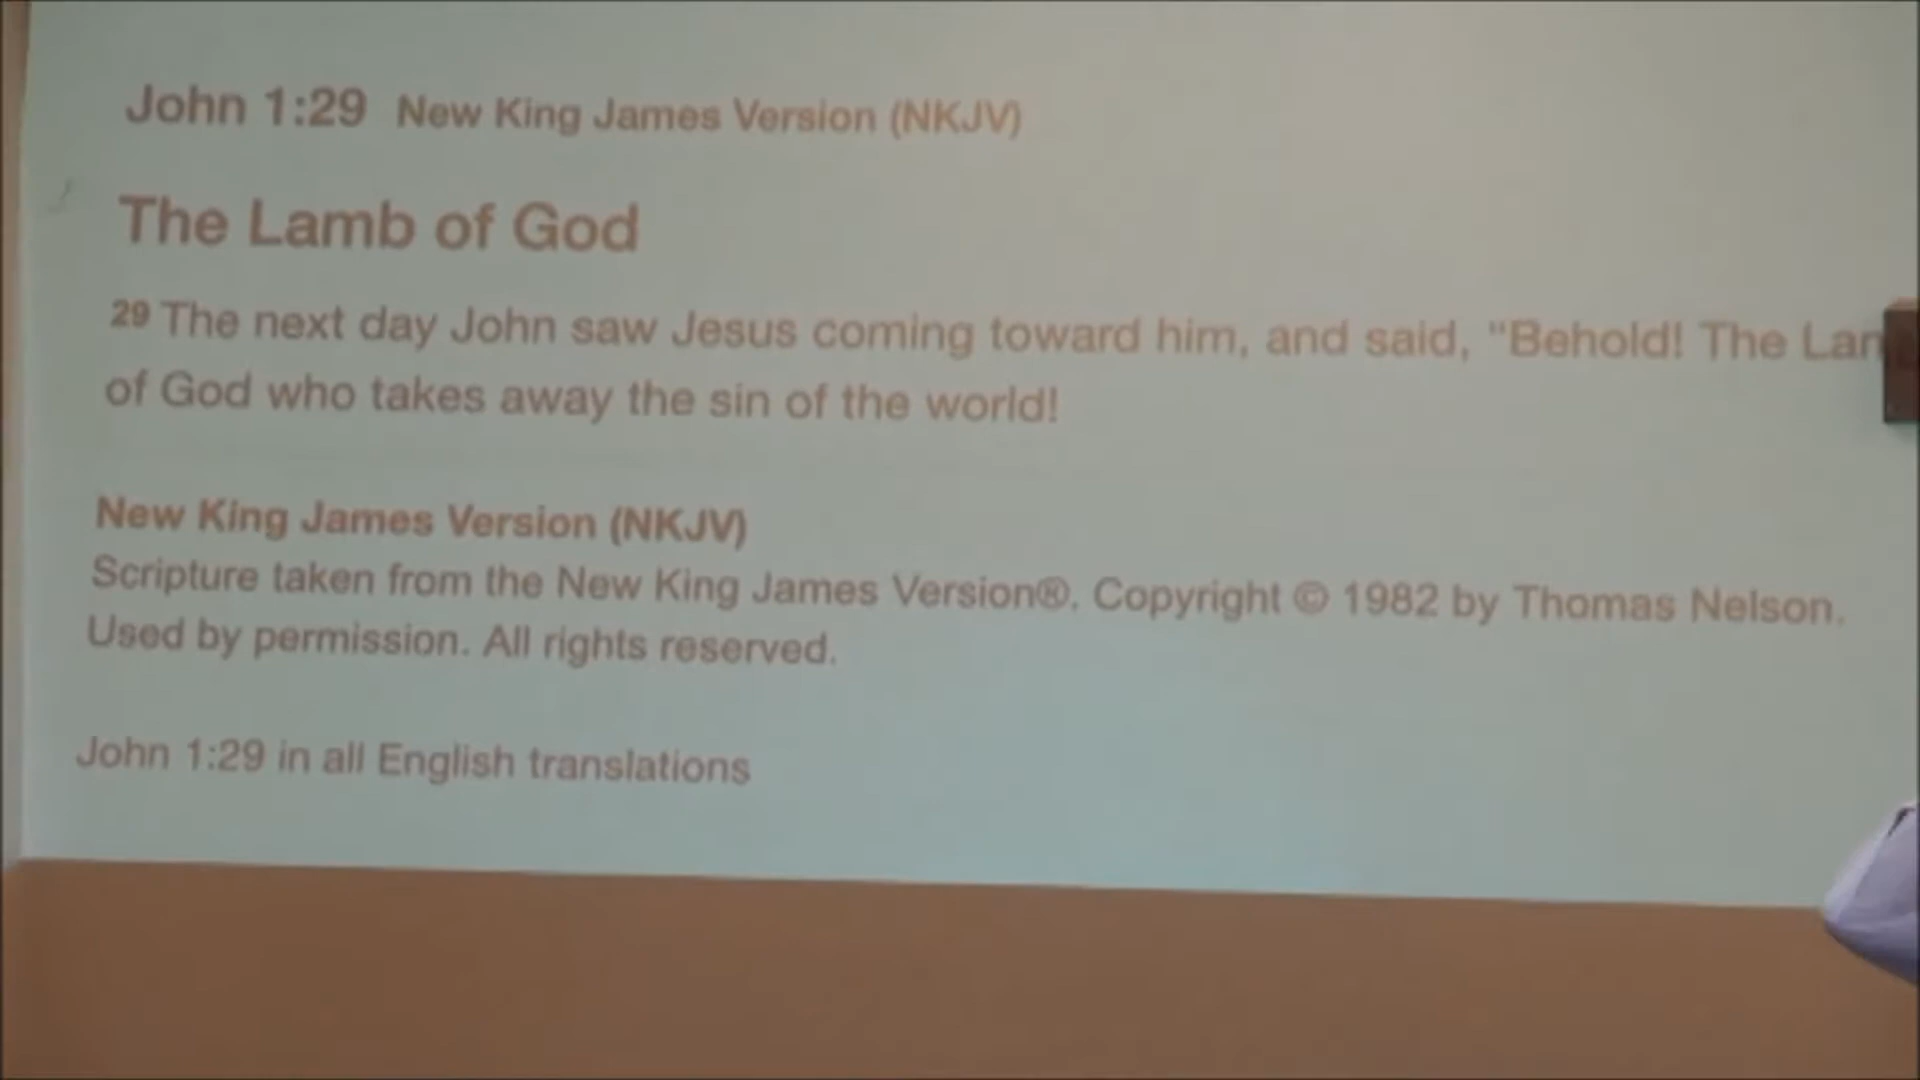 John 1:29 New King James Version (NKJV)
The Lamb of God
29 The next day John saw Jesus coming toward him, and said, "Behold! The Lam
of God who takes away the sin of the world!
New King James Version (NKJV)
Scripture taken from the New King James Version®. Copyright © 1982 by Thomas Nelson.
Used by permission. All rights reserved.
John 1:29 in all English translations